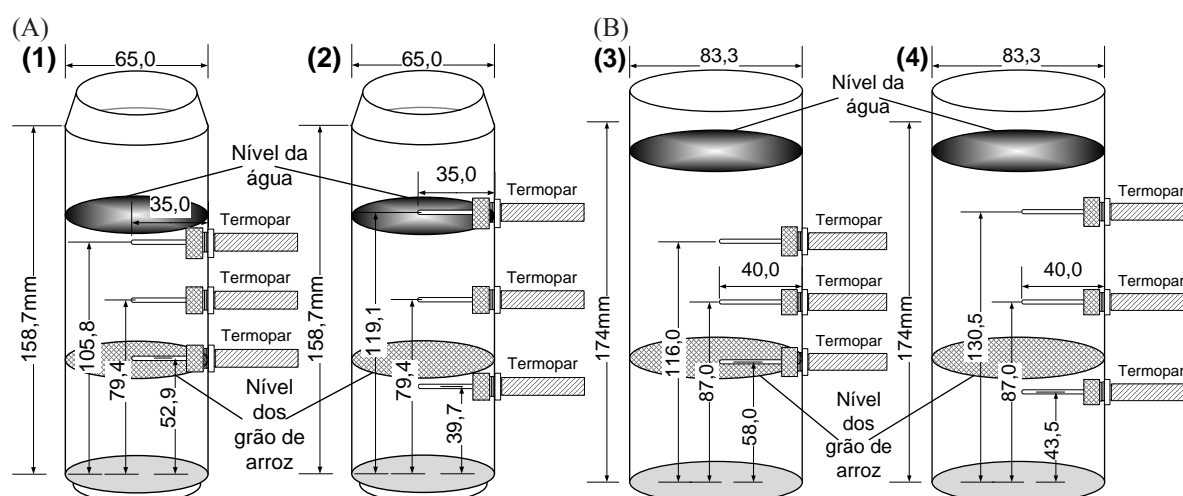 (A)
(1)
65,0
Nível da
água
35,0
Termopar
Termopar
Termopar
158,7mm
105,8
79,4
52,9
Nível
dos
grão de
arroz
(2)
65,0
35,0
Termopar
Termopar
Termopar
158,7mm
119,1
79,4
39,7
(B)
(3)
83,3
Nível da
água
Termopar
40,0
Termopar
Termopar
174mm
116,0
87,0
58,0
Nível
dos
grão de
arroz
(4)
83,3
Termopar
40,0
Termopar
Termopar
174mm
130,5
87,0
43,5